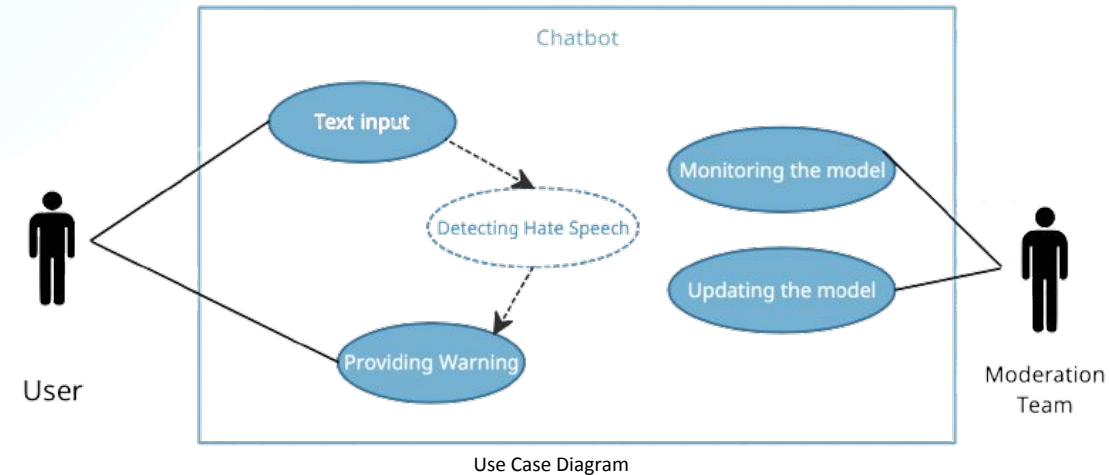 Chatbot
Text input
Monitoring the model
Detecting Hate Speech
Updating the model
Providing Warning
User
Moderation
Team
Use Case Diagram